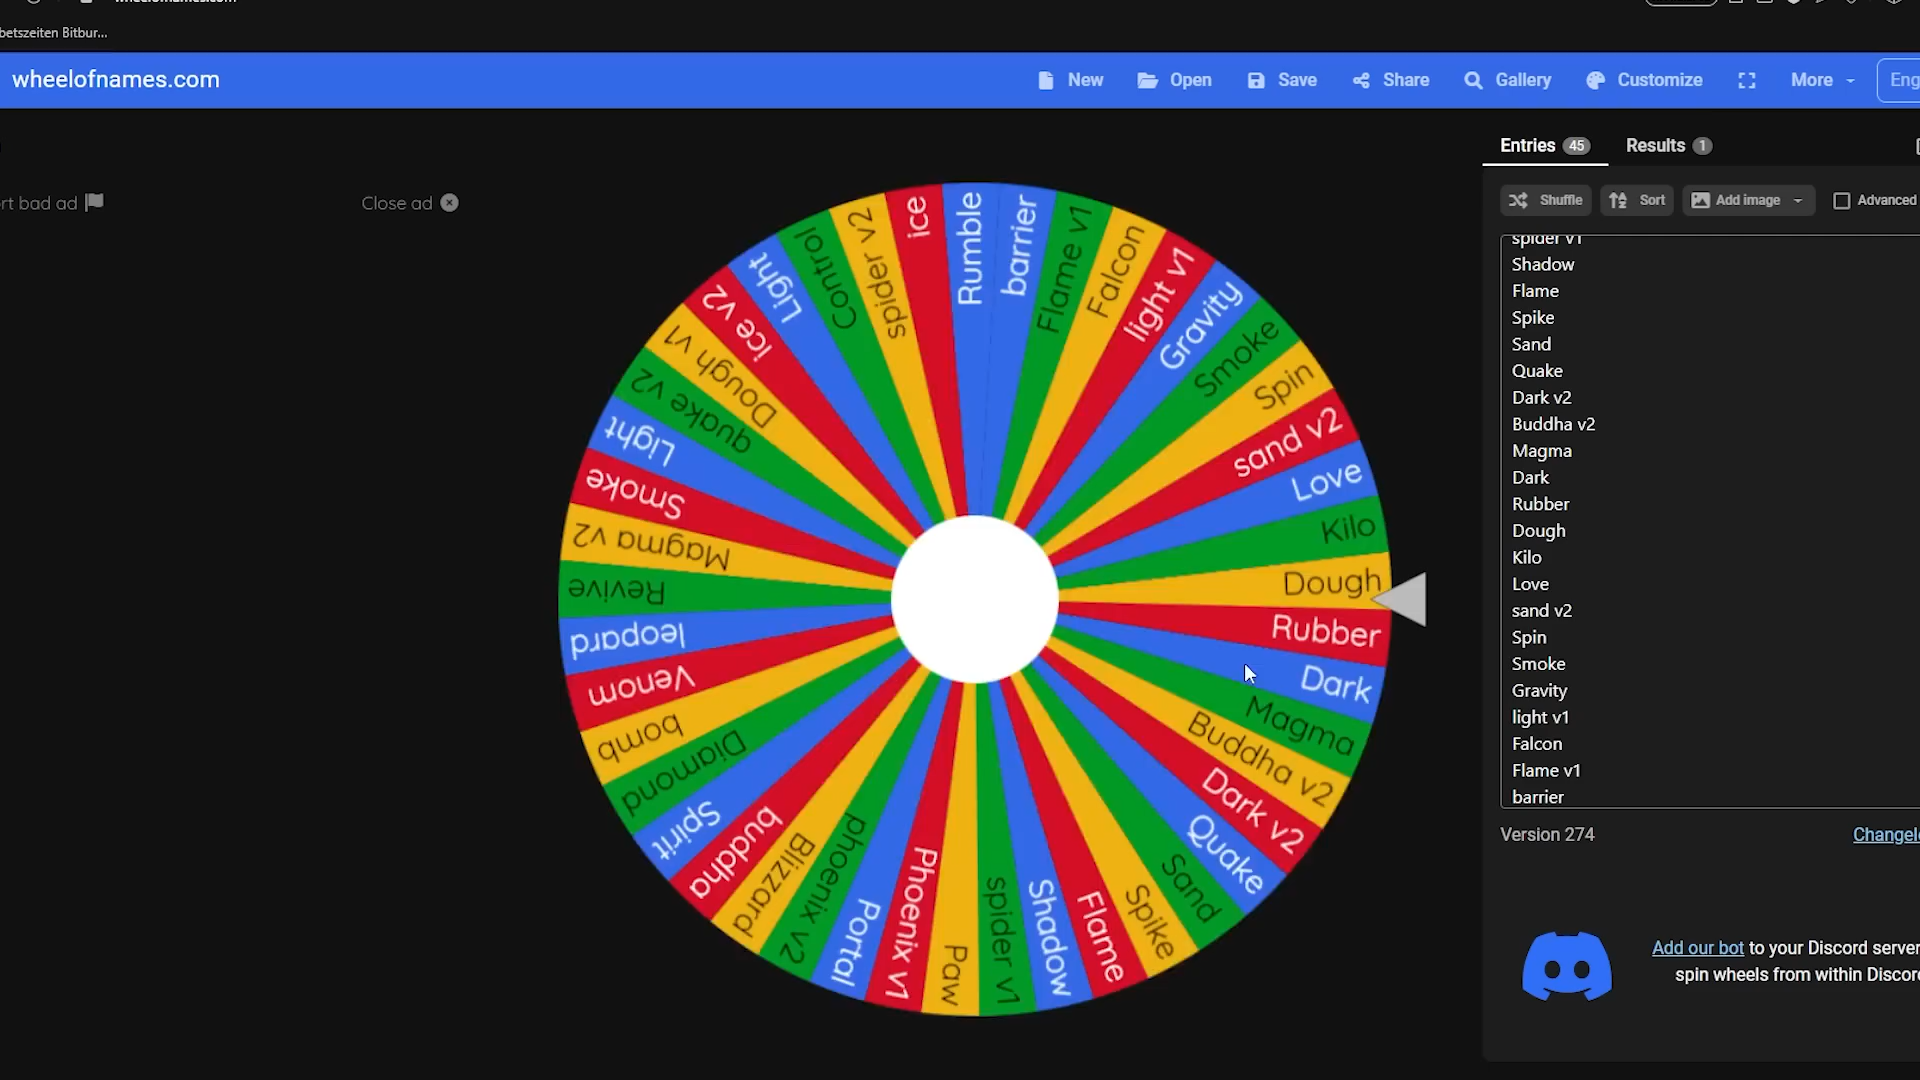 wheelofnames.com
betszeiten Bitbur...
wheelofnames.com
New
Open
Save
Share
Gallery
Customize
More
Eng
rt bad ad
Close ad
Entries 45
Results 1
Shuffle
Sort
Add image
Advanced
spider v1
Shadow
Flame
Spike
Sand
Quake
Dark v2
Buddha v2
Magma
Dark
Rubber
Dough
Kilo
Love
sand v2
Spin
Smoke
Gravity
light v1
Falcon
Flame v1
barrier
Version 274
Changel
Add our bot to your Discord server
spin wheels from within Disco
Rumble
barrier
Flame v1
Falcon
light v1
Gravity
Smoke
Spin
sand v2
Love
Kilo
Dough
Rubber
Dark
Magma
Buddha v2
Dark v2
Quake
Sand
Spike
Flame
Shadow
spider v1
Paw
Phoenix v1
Portal
phoenix v2
Blizzard
buddha
Spirit
Diamond
bomb
Venom
leopard
Revive
Magma v2
Smoke
Light
quake v2
Dough v1
ice v2
Light
Control
spider v2
ice